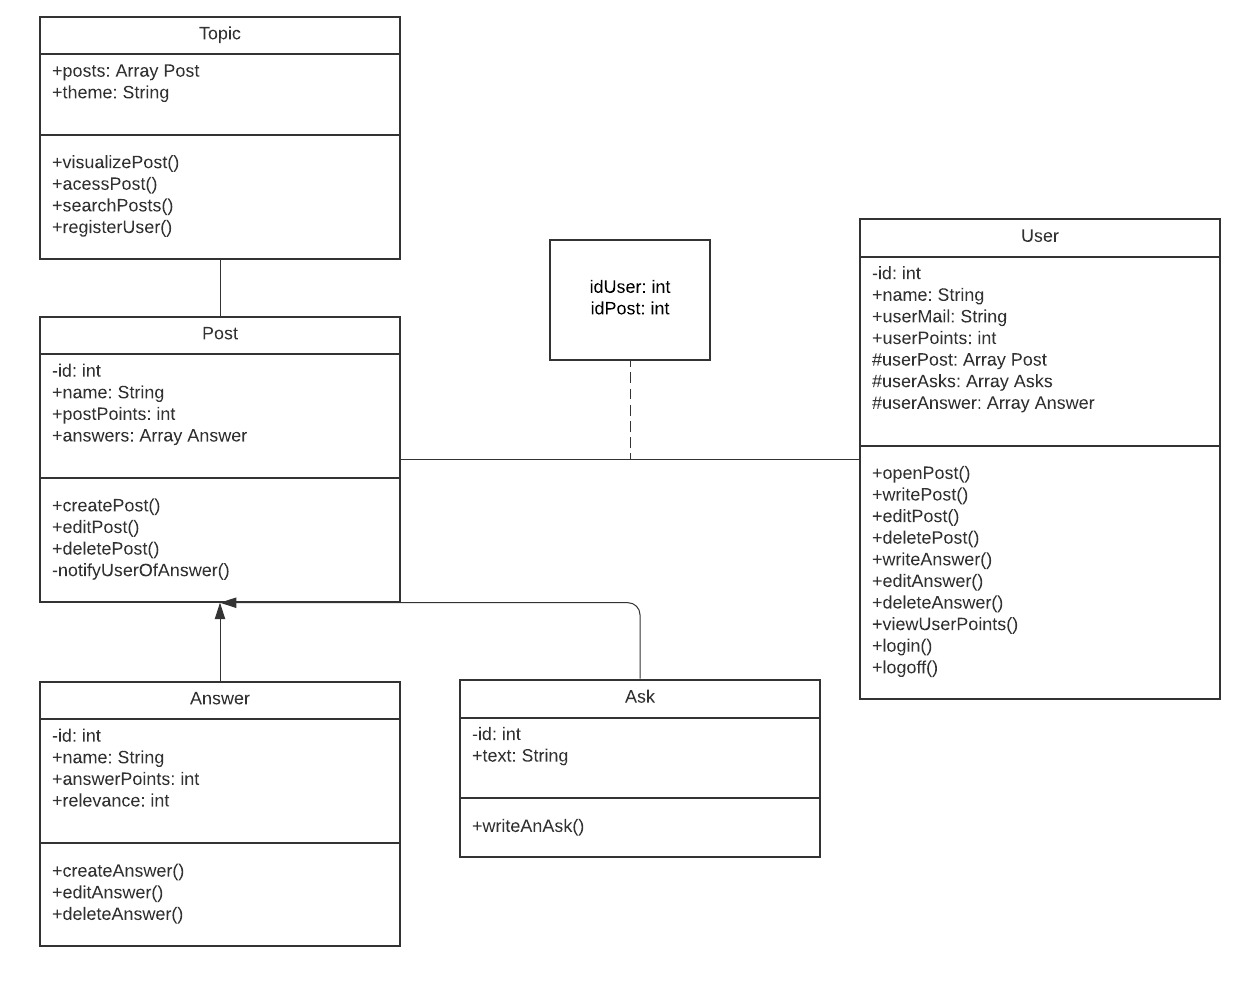 Topic
+posts: Array Post
+theme: String
+visualizePost()
+acessPost()
+searchPosts()
+registerUser()
Post
-id: int
+name: String
+postPoints: int
+answers: Array Answer
+createPost()
+editPost()
+deletePost()
-notifyUserOfAnswer()
idUser: int
idPost: int
User
-id: int
+name: String
+userMail: String
+userPoints: int
#userPost: Array Post
#userAsks: Array Asks
#userAnswer: Array Answer
+openPost()
+writePost()
+editPost()
+deletePost()
+writeAnswer()
+editAnswer()
+deleteAnswer()
+viewUserPoints()
+login()
+logoff()
Answer
-id: int
+name: String
+answerPoints: int
+relevance: int
+createAnswer()
+editAnswer()
+deleteAnswer()
Ask
-id: int
+text: String
+writeAnAsk()